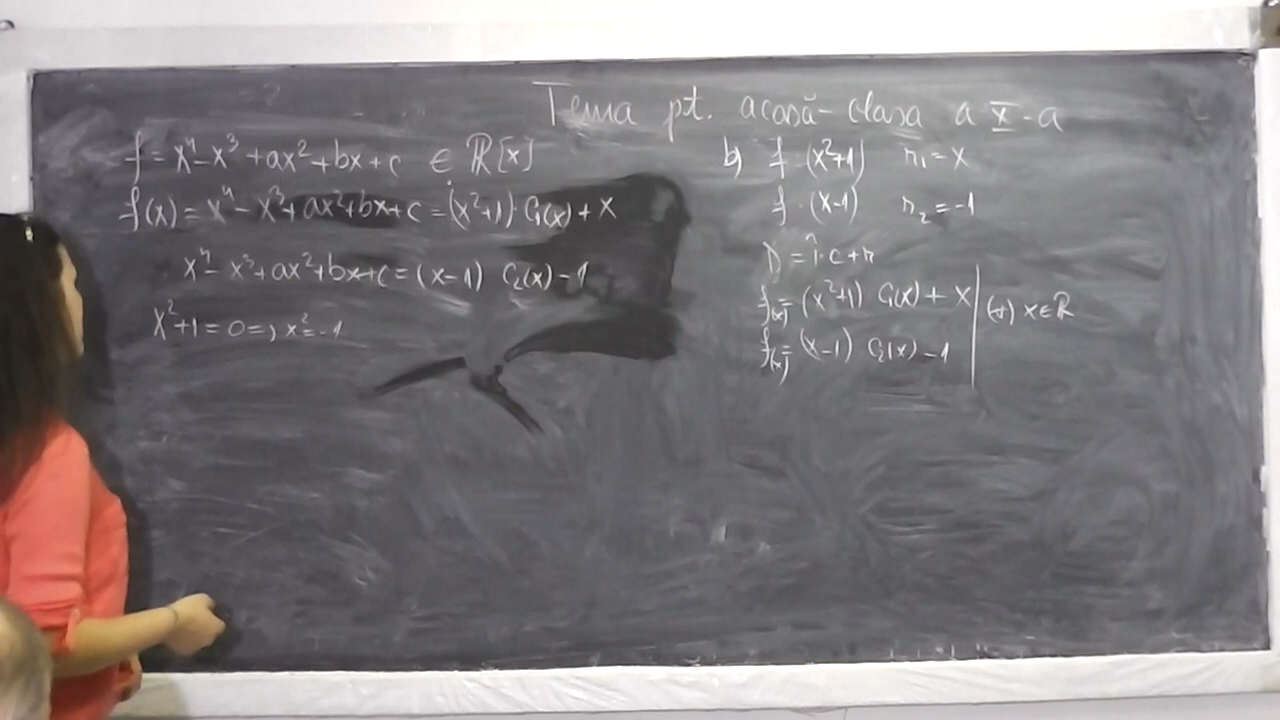 Tema pt. acasă - clasa a X-a
f = x⁴ - x³ + ax² + bx + c ∈ ℝ[x]
f(x) = x⁴ - x³ + ax² + bx + c = (x²+1)· C₁(x) + x
x⁴ - x³ + ax² + bx + c = (x-1) C₂(x) - 1
x² + 1 = 0 => x² = -1
b) f : (x²+1) r₁ = x
f : (x-1) r₂ = -1
D = Î·C + r
f(x) = (x²+1) C₁(x) + x
f(x) = (x-1) C₂(x) - 1
(∀) x ∈ ℝ